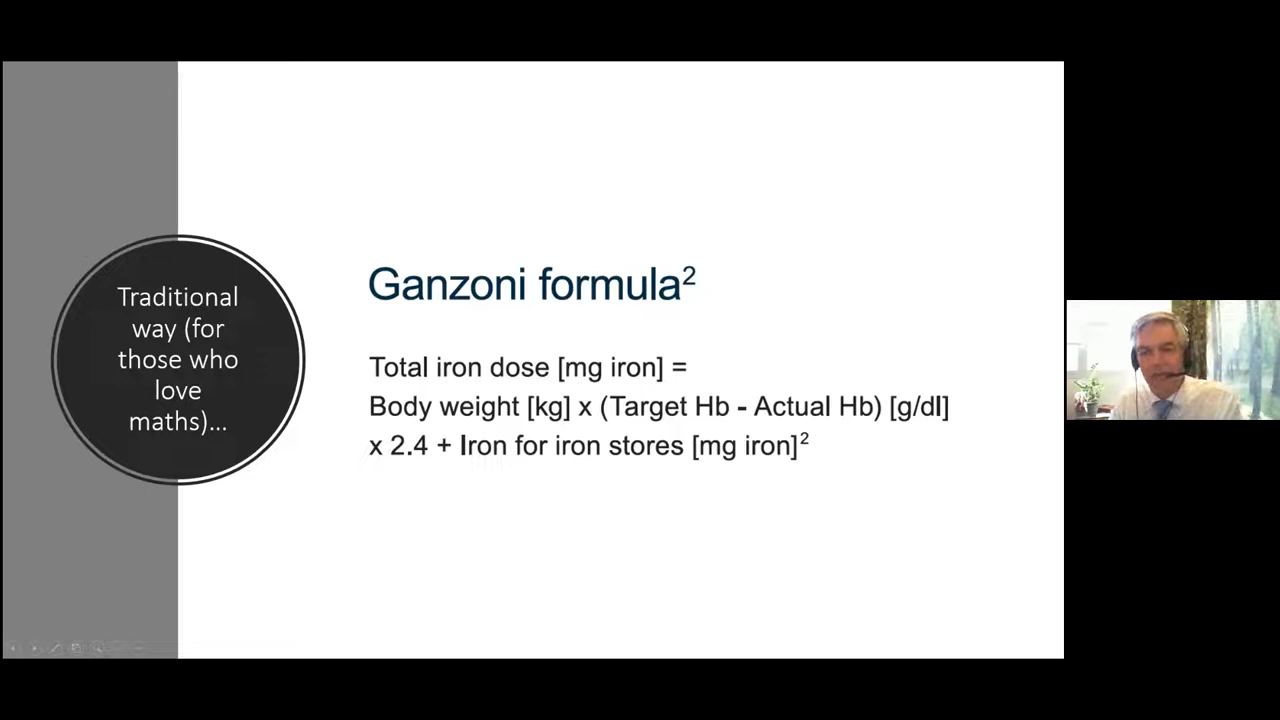 Traditional
way (for
those who
love
maths)...
Ganzoni formula²
Total iron dose [mg iron] =
Body weight [kg] x (Target Hb - Actual Hb) [g/dl]
x 2.4 + Iron for iron stores [mg iron]²